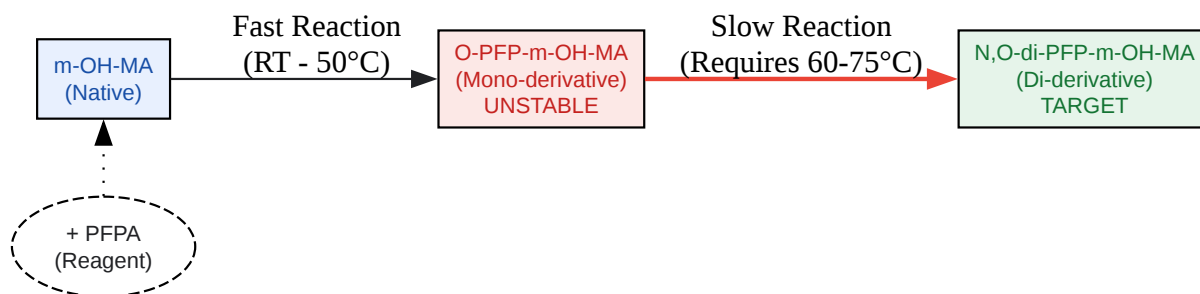 m-OH-MA
(Native)
Fast Reaction
(RT - 50°C)
O-PFP-m-OH-MA
(Mono-derivative)
UNSTABLE
Slow Reaction
(Requires 60-75°C)
N,O-di-PFP-m-OH-MA
(Di-derivative)
TARGET
+ PFPA
(Reagent)